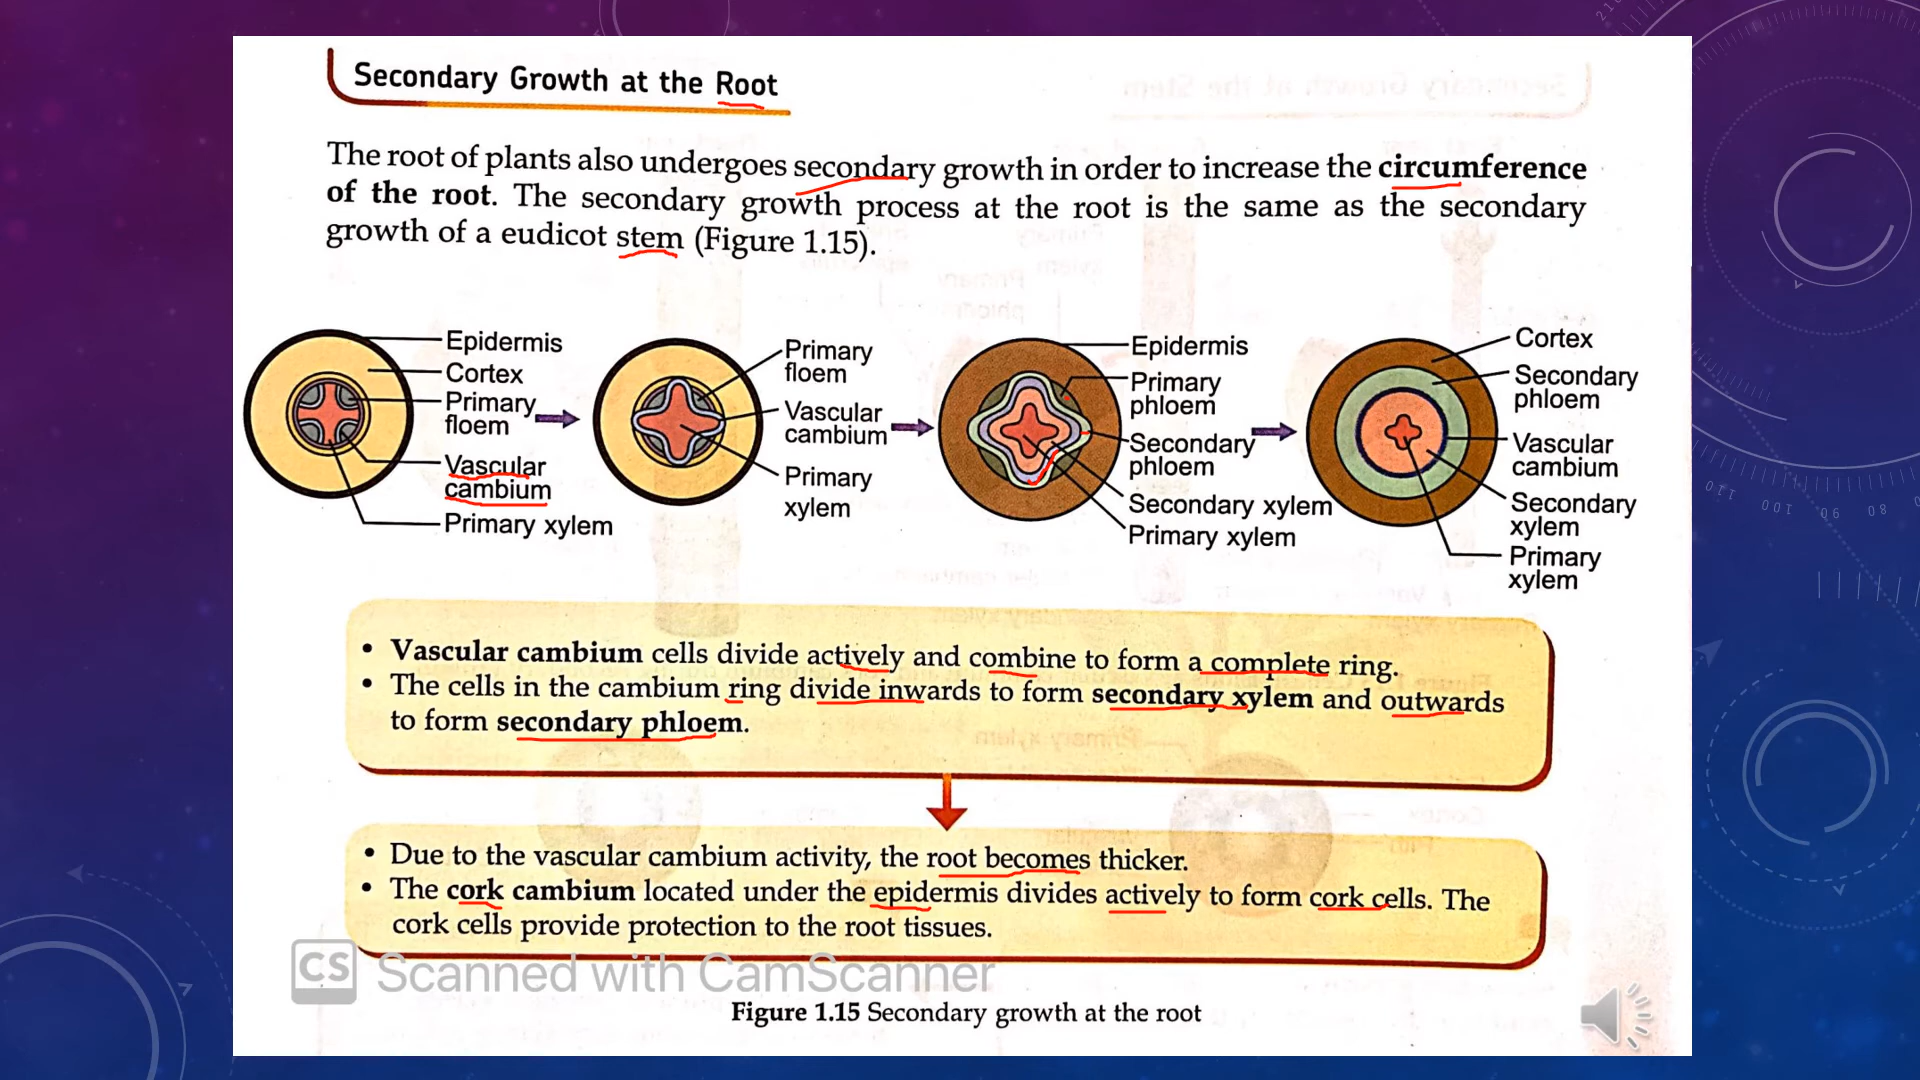 Secondary Growth at the Root
The root of plants also undergoes secondary growth in order to increase the circumference
of the root. The secondary growth process at the root is the same as the secondary
growth of a eudicot stem (Figure 1.15).
Epidermis
Cortex
Primary
floem
Vascular
cambium
Primary xylem
Primary
floem
Vascular
cambium
Primary
xylem
Epidermis
Primary
phloem
Secondary
phloem
Secondary xylem
Primary xylem
Cortex
Secondary
phloem
Vascular
cambium
Secondary
xylem
Primary
xylem
• Vascular cambium cells divide actively and combine to form a complete ring.
• The cells in the cambium ring divide inwards to form secondary xylem and outwards
to form secondary phloem.
• Due to the vascular cambium activity, the root becomes thicker.
• The cork cambium located under the epidermis divides actively to form cork cells. The
cork cells provide protection to the root tissues.
CS Scanned with CamScanner
Figure 1.15 Secondary growth at the root